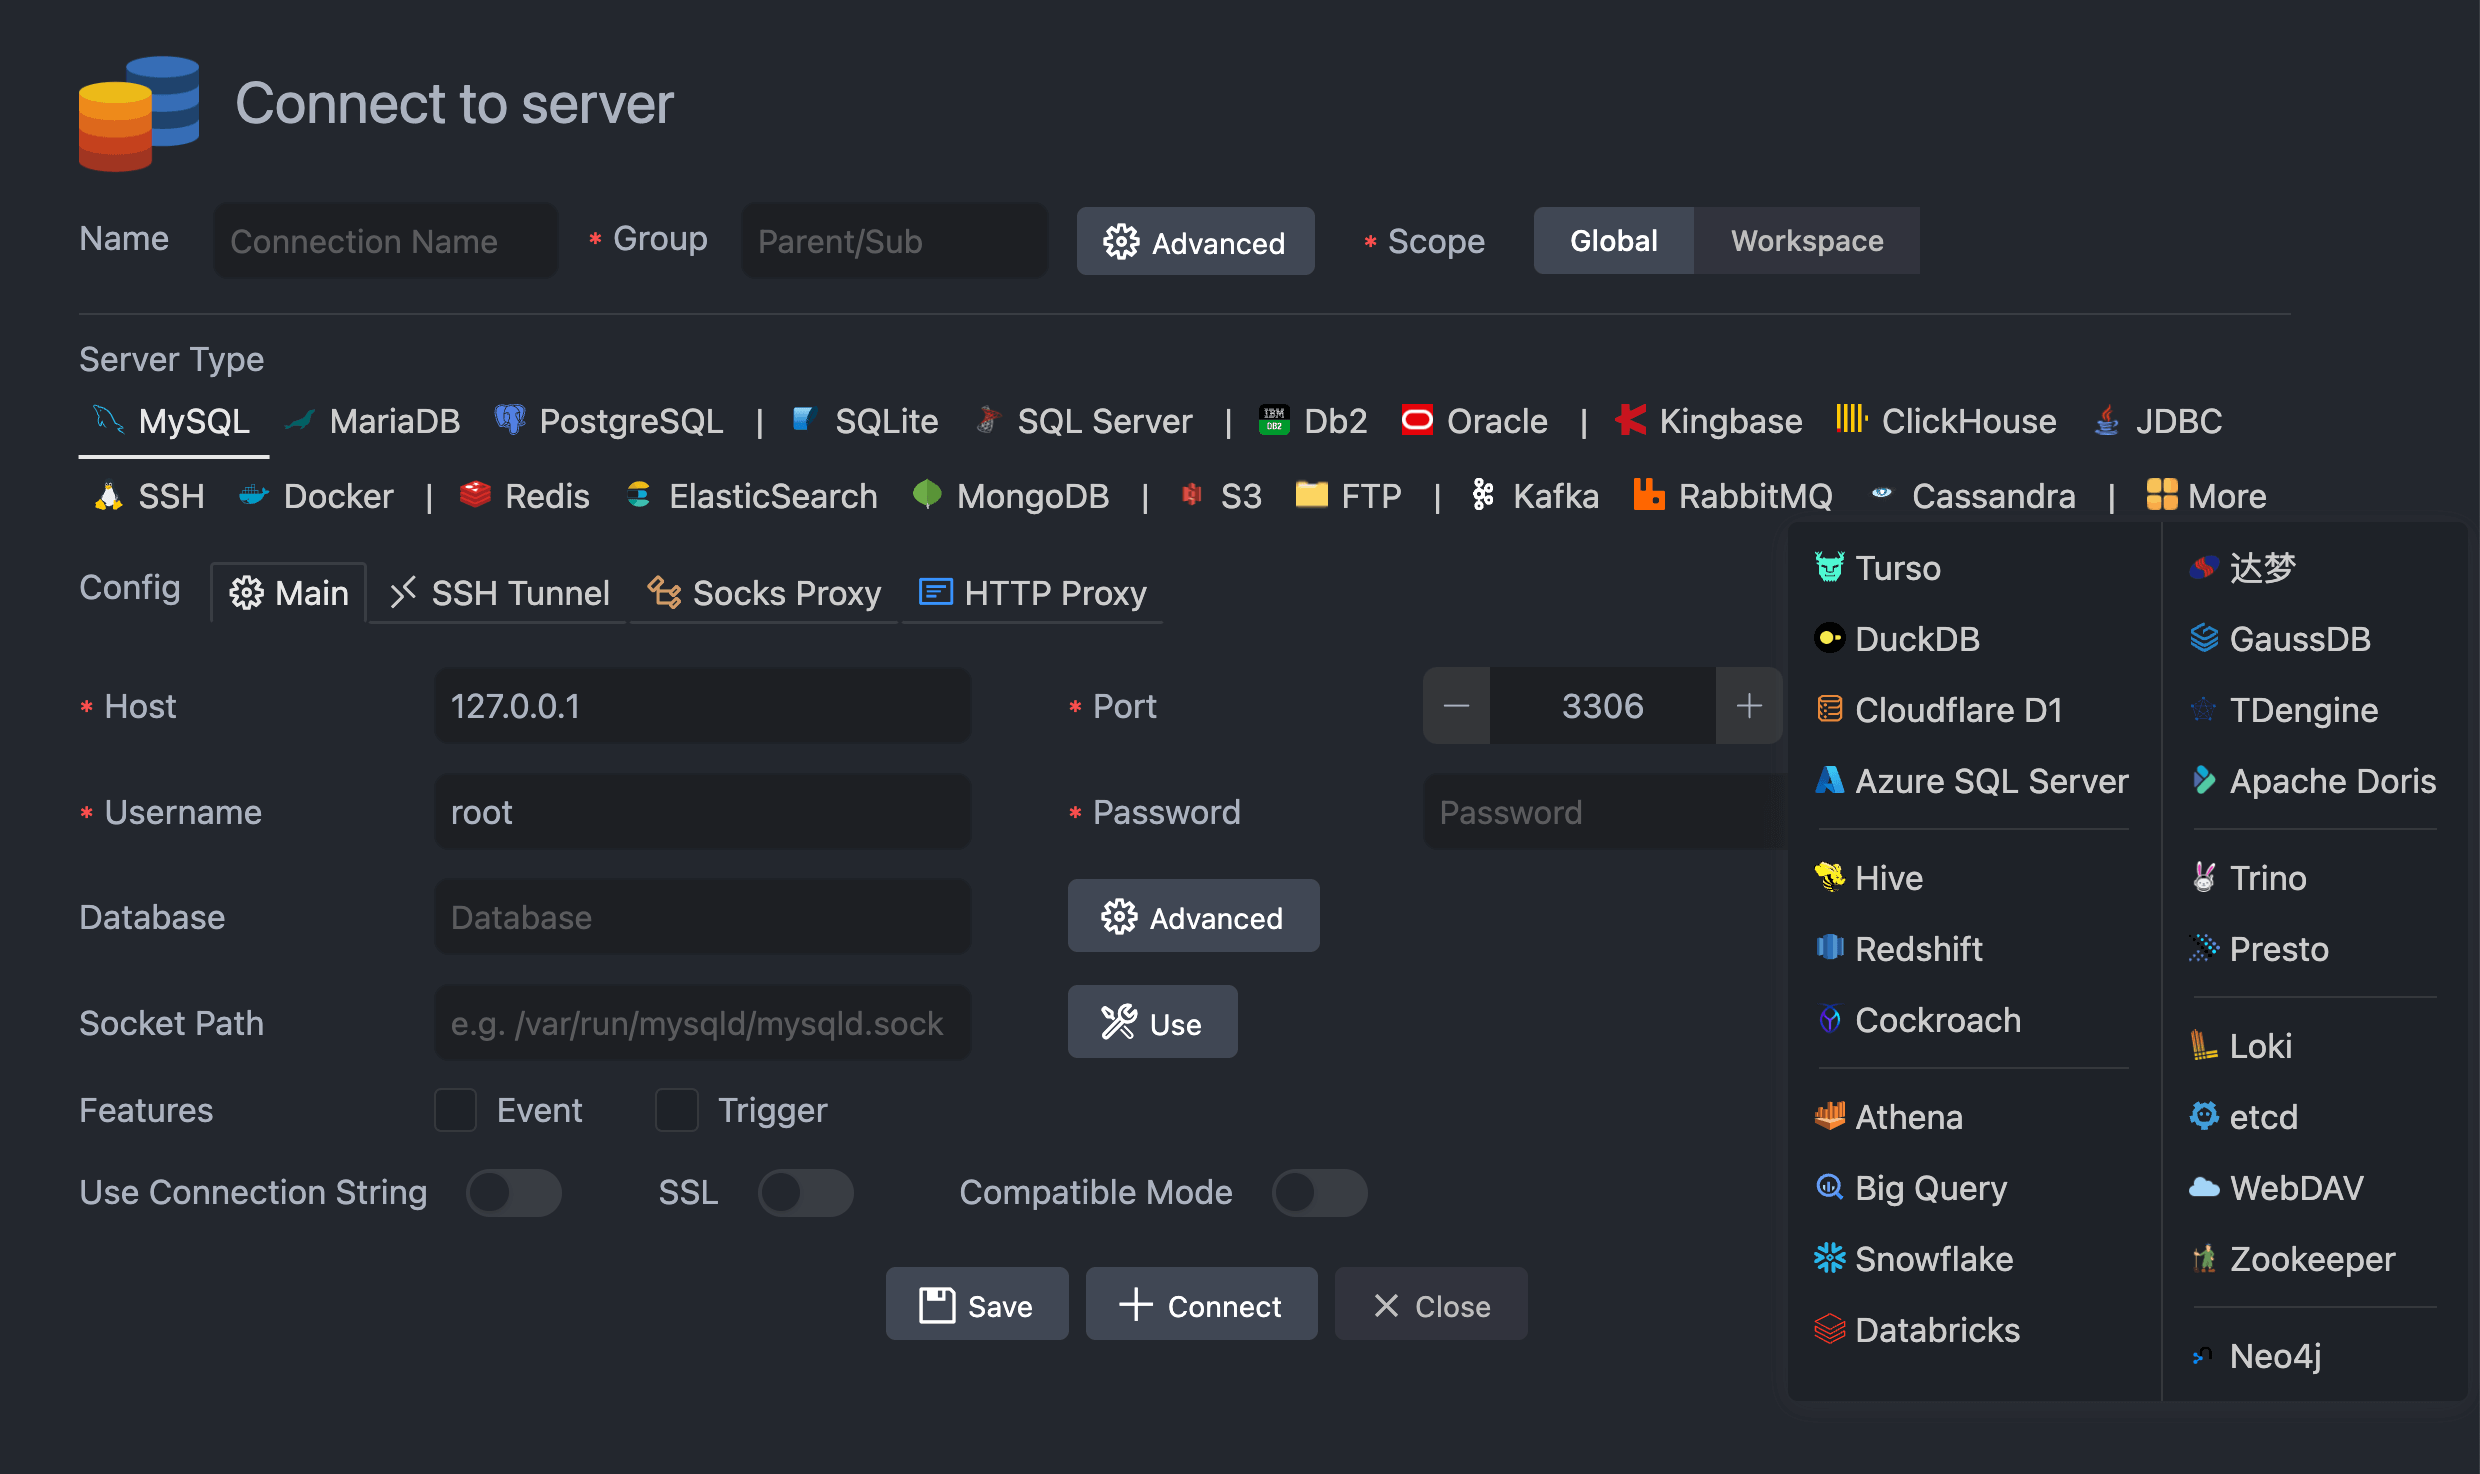 Connect to server
Name Connection Name * Group Parent/Sub Advanced * Scope Global Workspace
Server Type
MySQL MariaDB PostgreSQL | SQLite SQL Server | IBM DB2 Db2 Oracle | Kingbase ClickHouse JDBC
SSH Docker | Redis ElasticSearch MongoDB | S3 FTP | Kafka RabbitMQ Cassandra | More
Config Main SSH Tunnel Socks Proxy HTTP Proxy
* Host 127.0.0.1 * Port 3306
* Username root * Password Password
Database Database Advanced
Socket Path e.g. /var/run/mysqld/mysqld.sock Use
Features Event Trigger
Use Connection String SSL Compatible Mode
Save Connect Close
Turso
DuckDB
Cloudflare D1
Azure SQL Server
Hive
Redshift
Cockroach
Athena
Big Query
Snowflake
Databricks
达梦
GaussDB
TDengine
Apache Doris
Trino
Presto
Loki
etcd
WebDAV
Zookeeper
Neo4j